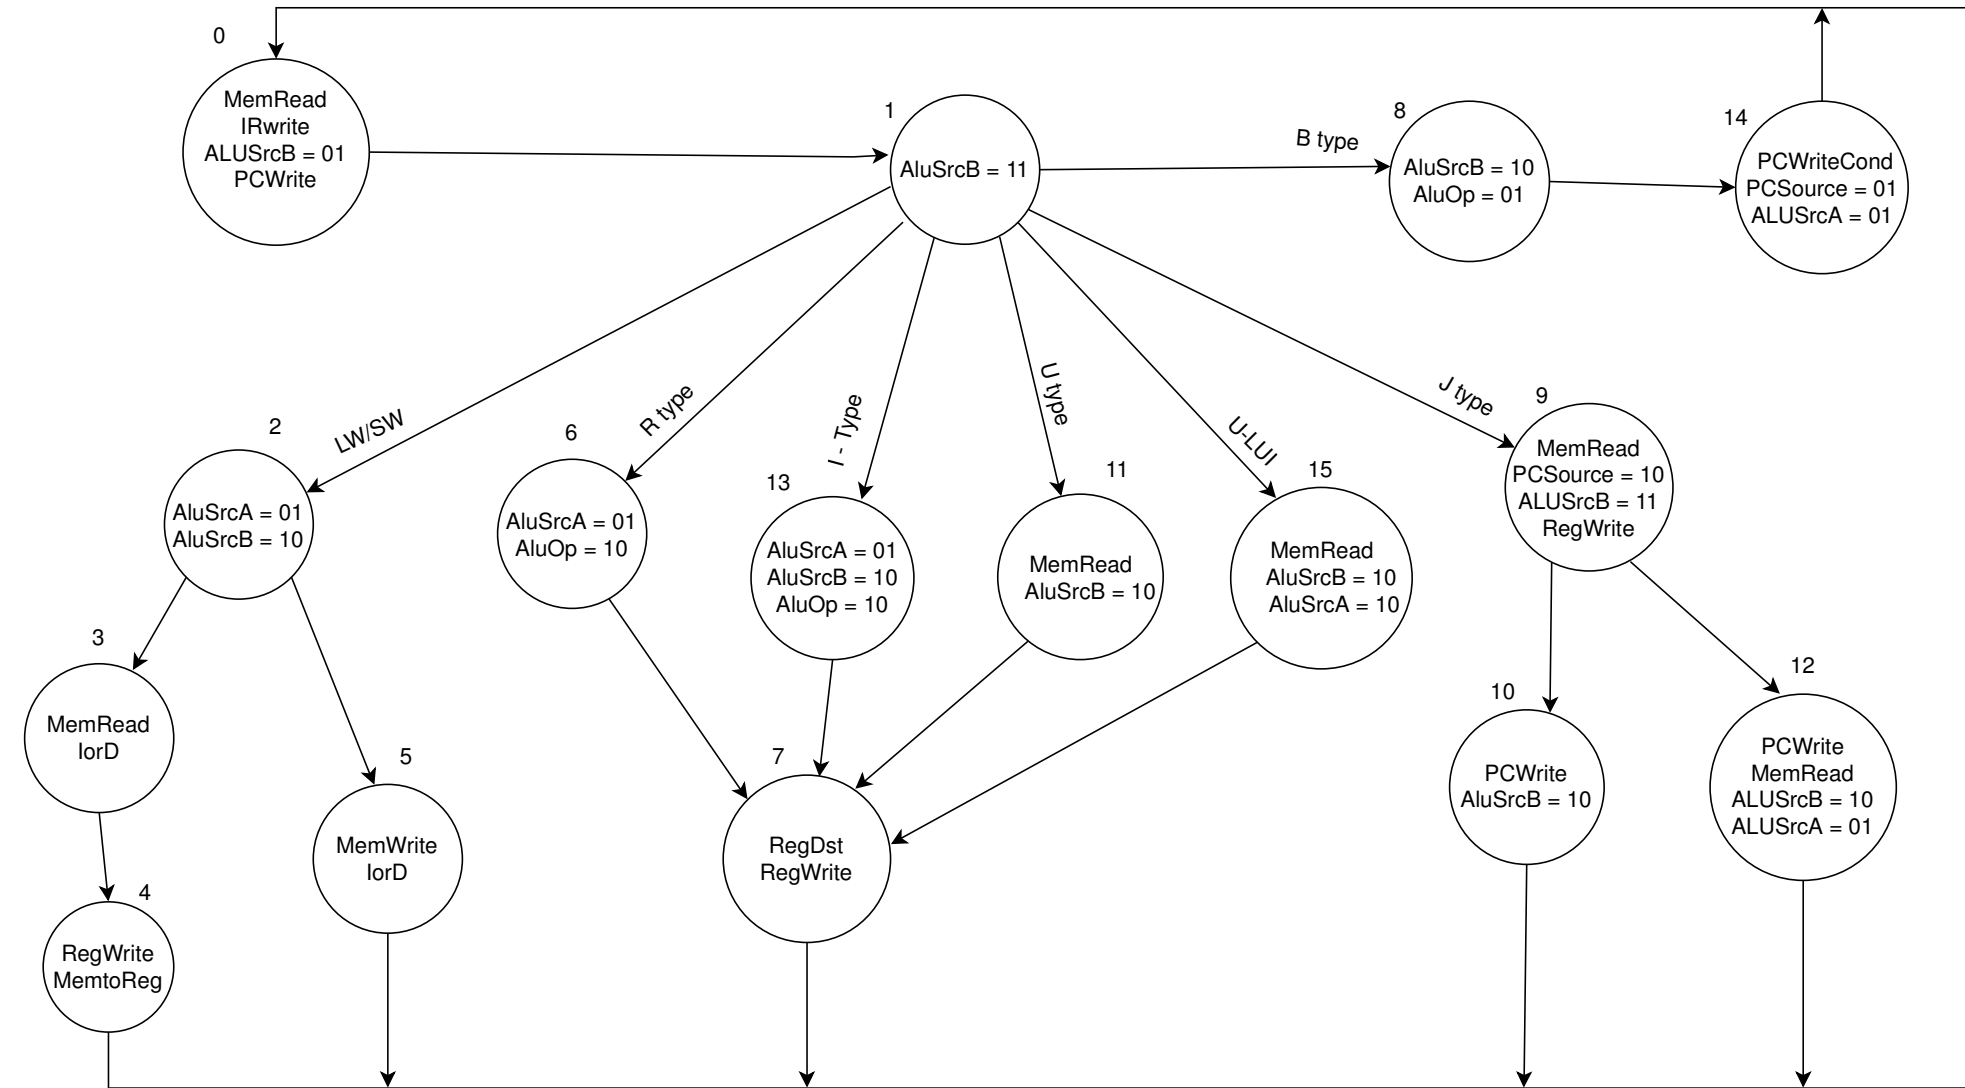 0
MemRead
IRwrite
ALUSrcB = 01
PCWrite
1
AluSrcB = 11
B type
8
AluSrcB = 10
AluOp = 01
14
PCWriteCond
PCSource = 01
ALUSrcA = 01
LW/SW
R type
I - Type
U type
U-LUI
J type
2
AluSrcA = 01
AluSrcB = 10
6
AluSrcA = 01
AluOp = 10
13
AluSrcA = 01
AluSrcB = 10
AluOp = 10
11
MemRead
AluSrcB = 10
15
MemRead
AluSrcB = 10
AluSrcA = 10
9
MemRead
PCSource = 10
ALUSrcB = 11
RegWrite
3
MemRead
IorD
5
MemWrite
IorD
7
RegDst
RegWrite
10
PCWrite
AluSrcB = 10
12
PCWrite
MemRead
ALUSrcB = 10
ALUSrcA = 01
4
RegWrite
MemtoReg